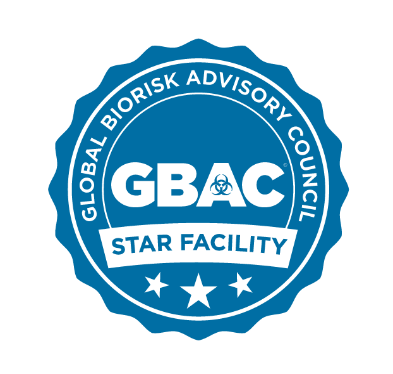 GLOBAL BIORISK ADVISORY COUNCIL
GBAC®
STAR FACILITY